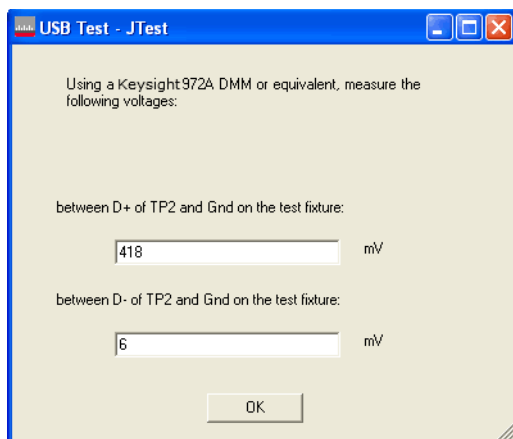 USB Test - JTest
Using a Keysight 972A DMM or equivalent, measure the
following voltages:
between D+ of TP2 and Gnd on the test fixture:
418 mV
between D- of TP2 and Gnd on the test fixture:
6 mV
OK